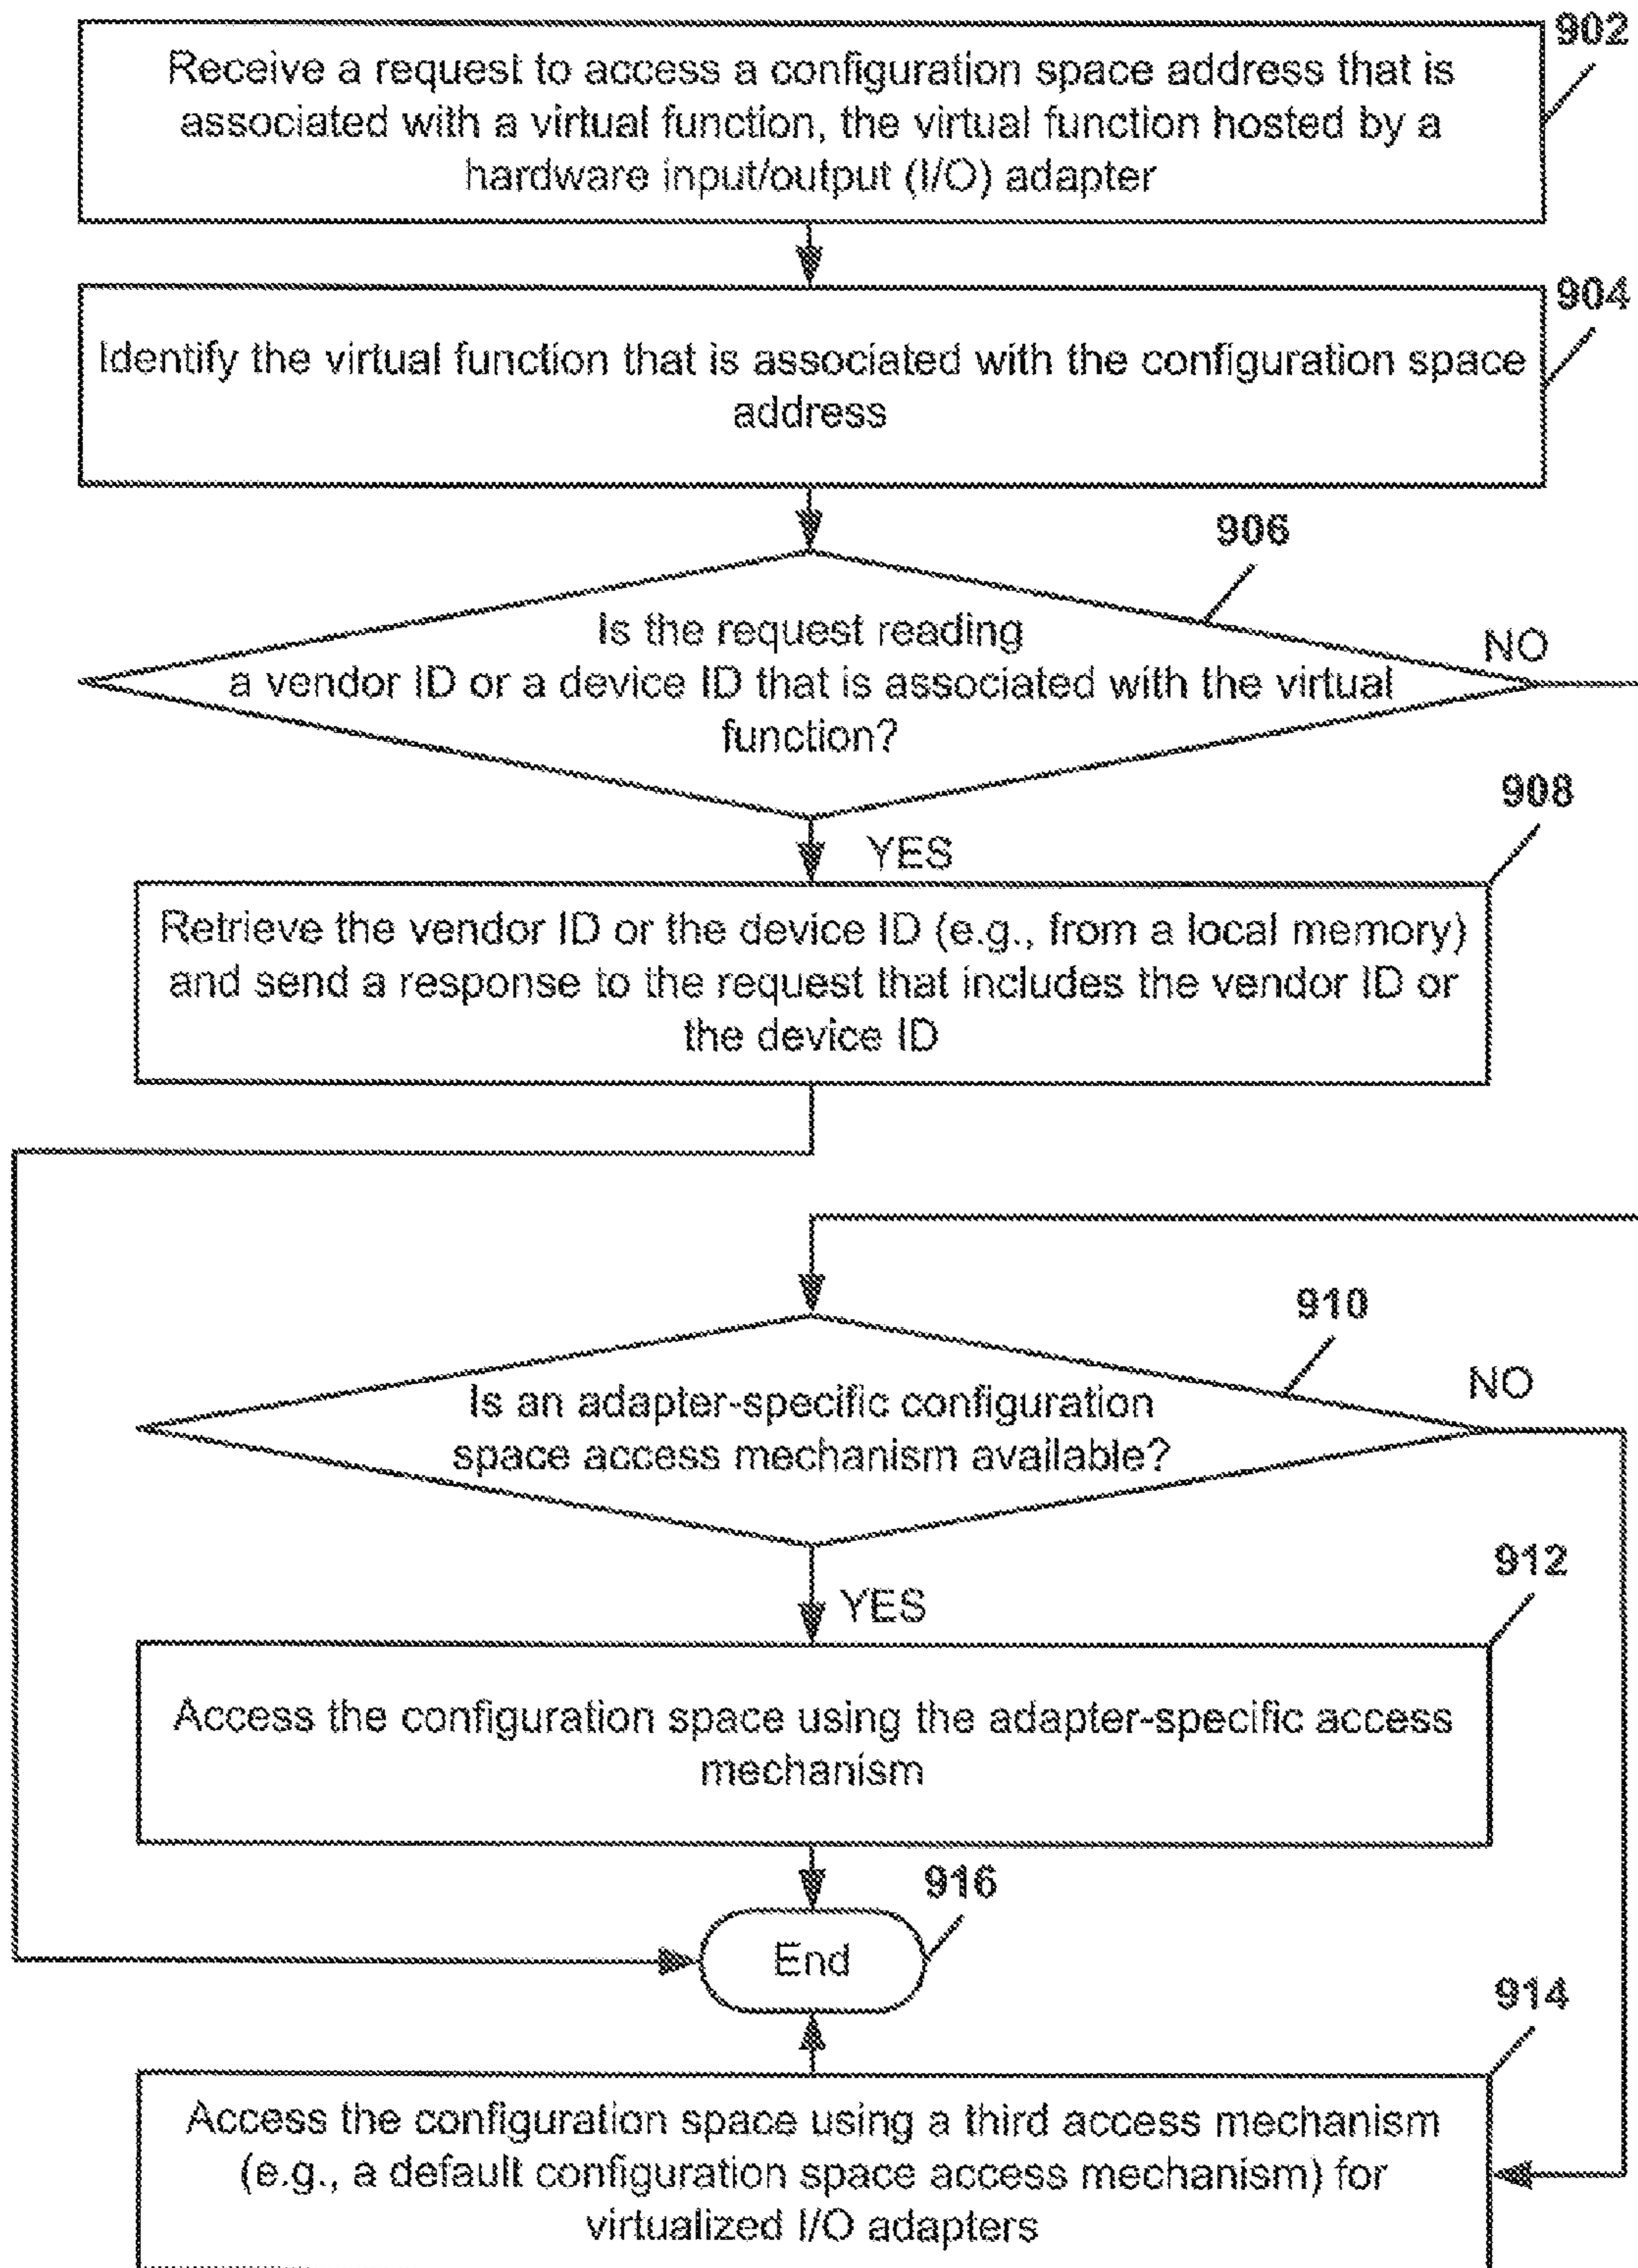 902
Receive a request to access a configuration space address that is
associated with a virtual function, the virtual function hosted by a
hardware input/output (I/O) adapter
904
Identify the virtual function that is associated with the configuration space
address
906
Is the request reading
a vendor ID or a device ID that is associated with the virtual
function?
NO
YES
908
Retrieve the vendor ID or the device ID (e.g., from a local memory)
and send a response to the request that includes the vendor ID or
the device ID
910
Is an adapter-specific configuration
space access mechanism available?
NO
YES
912
Access the configuration space using the adapter-specific access
mechanism
916
End
914
Access the configuration space using a third access mechanism
(e.g., a default configuration space access mechanism) for
virtualized I/O adapters